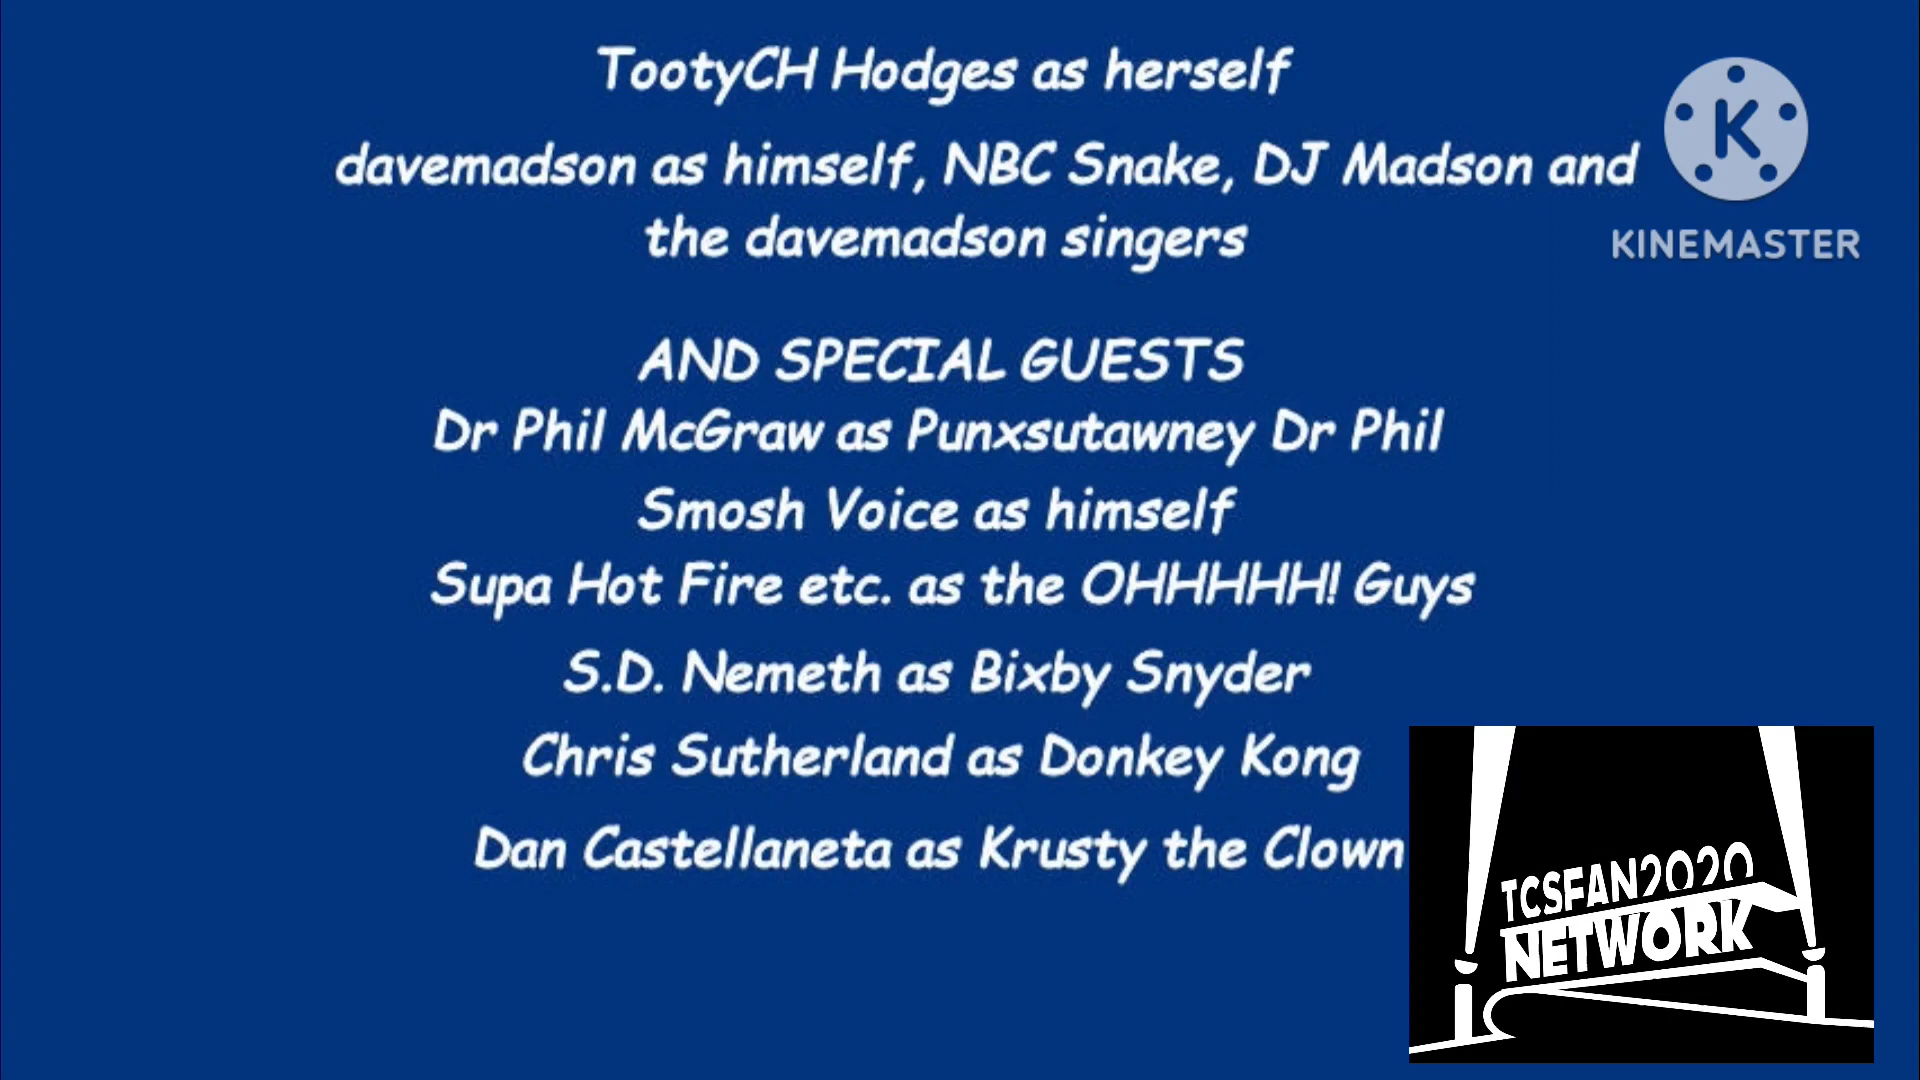 TootyCH Hodges as herself
davemadson as himself, NBC Snake, DJ Madson and
the davemadson singers
K
KINEMASTER
AND SPECIAL GUESTS
Dr Phil McGraw as Punxsutawney Dr Phil
Smosh Voice as himself
Supa Hot Fire etc. as the OHHHHH! Guys
S.D. Nemeth as Bixby Snyder
Chris Sutherland as Donkey Kong
Dan Castellaneta as Krusty the Clown
TCSFAN2020
NETWORK